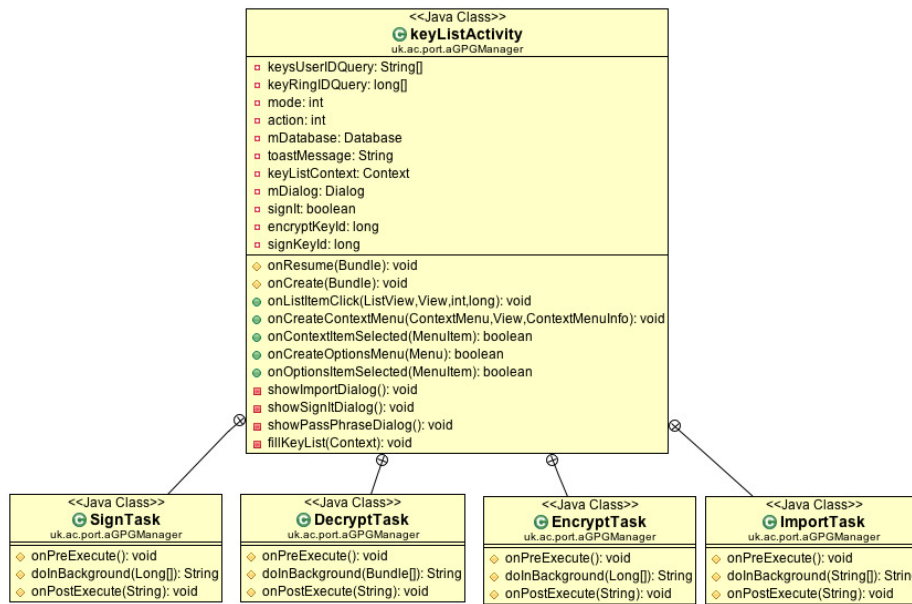 <<Java Class>>
keyListActivity
uk.ac.port.aGPGManager
keysUserIDQuery: String[]
keyRingIDQuery: long[]
mode: int
action: int
mDatabase: Database
toastMessage: String
keyListContext: Context
mDialog: Dialog
signIt: boolean
encryptKeyId: long
signKeyId: long
onResume(Bundle): void
onCreate(Bundle): void
onListItemClick(ListView,View,int,long): void
onCreateContextMenu(ContextMenu,View,ContextMenuInfo): void
onContextItemSelected(MenuItem): boolean
onCreateOptionsMenu(Menu): boolean
onOptionsItemSelected(MenuItem): boolean
showImportDialog(): void
showSignItDialog(): void
showPassPhraseDialog(): void
fillKeyList(Context): void
<<Java Class>>
SignTask
uk.ac.port.aGPGManager
onPreExecute(): void
doInBackground(Long[]): String
onPostExecute(String): void
<<Java Class>>
DecryptTask
uk.ac.port.aGPGManager
onPreExecute(): void
doInBackground(Bundle[]): String
onPostExecute(String): void
<<Java Class>>
EncryptTask
uk.ac.port.aGPGManager
onPreExecute(): void
doInBackground(Long[]): String
onPostExecute(String): void
<<Java Class>>
ImportTask
uk.ac.port.aGPGManager
onPreExecute(): void
doInBackground(String[]): String
onPostExecute(String): void